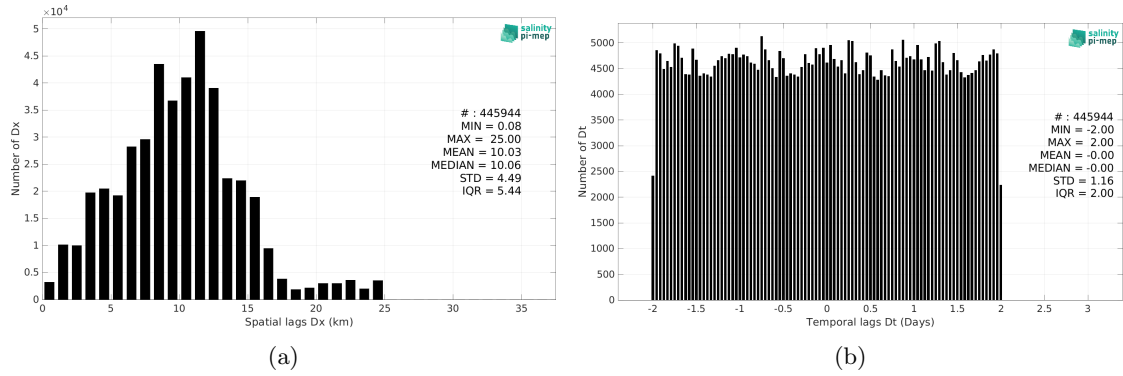 ×10⁴
5
4.5
4
3.5
3
2.5
2
1.5
1
0.5
0
Number of Dx
0 5 10 15 20 25 30 35
Spatial lags Dx (km)
salinity
pi-mep
# : 445944
MIN = 0.08
MAX = 25.00
MEAN = 10.03
MEDIAN = 10.06
STD = 4.49
IQR = 5.44
(a)
5000
4500
4000
3500
3000
2500
2000
1500
1000
500
0
Number of Dt
-2 -1.5 -1 -0.5 0 0.5 1 1.5 2 2.5 3
Temporal lags Dt (Days)
salinity
pi-mep
# : 445944
MIN = -2.00
MAX = 2.00
MEAN = -0.00
MEDIAN = -0.00
STD = 1.16
IQR = 2.00
(b)